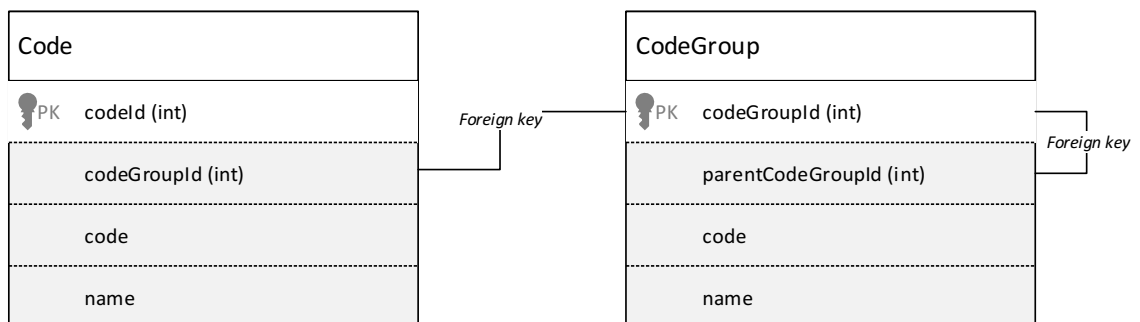 Code
PK codeId (int)
codeGroupId (int)
code
name
Foreign key
CodeGroup
PK codeGroupId (int)
parentCodeGroupId (int)
code
name
Foreign key